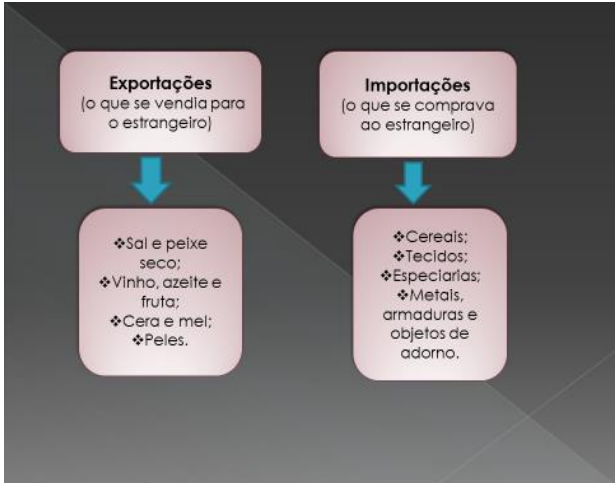 Exportações
(o que se vendia para
o estrangeiro)
Importações
(o que se comprava
ao estrangeiro)
❖Sal e peixe
seco;
❖Vinho, azeite e
fruta;
❖Cera e mel;
❖Peles.
❖Cereais;
❖Tecidos;
❖Especiarias;
❖Metais,
armaduras e
objetos de
adorno.